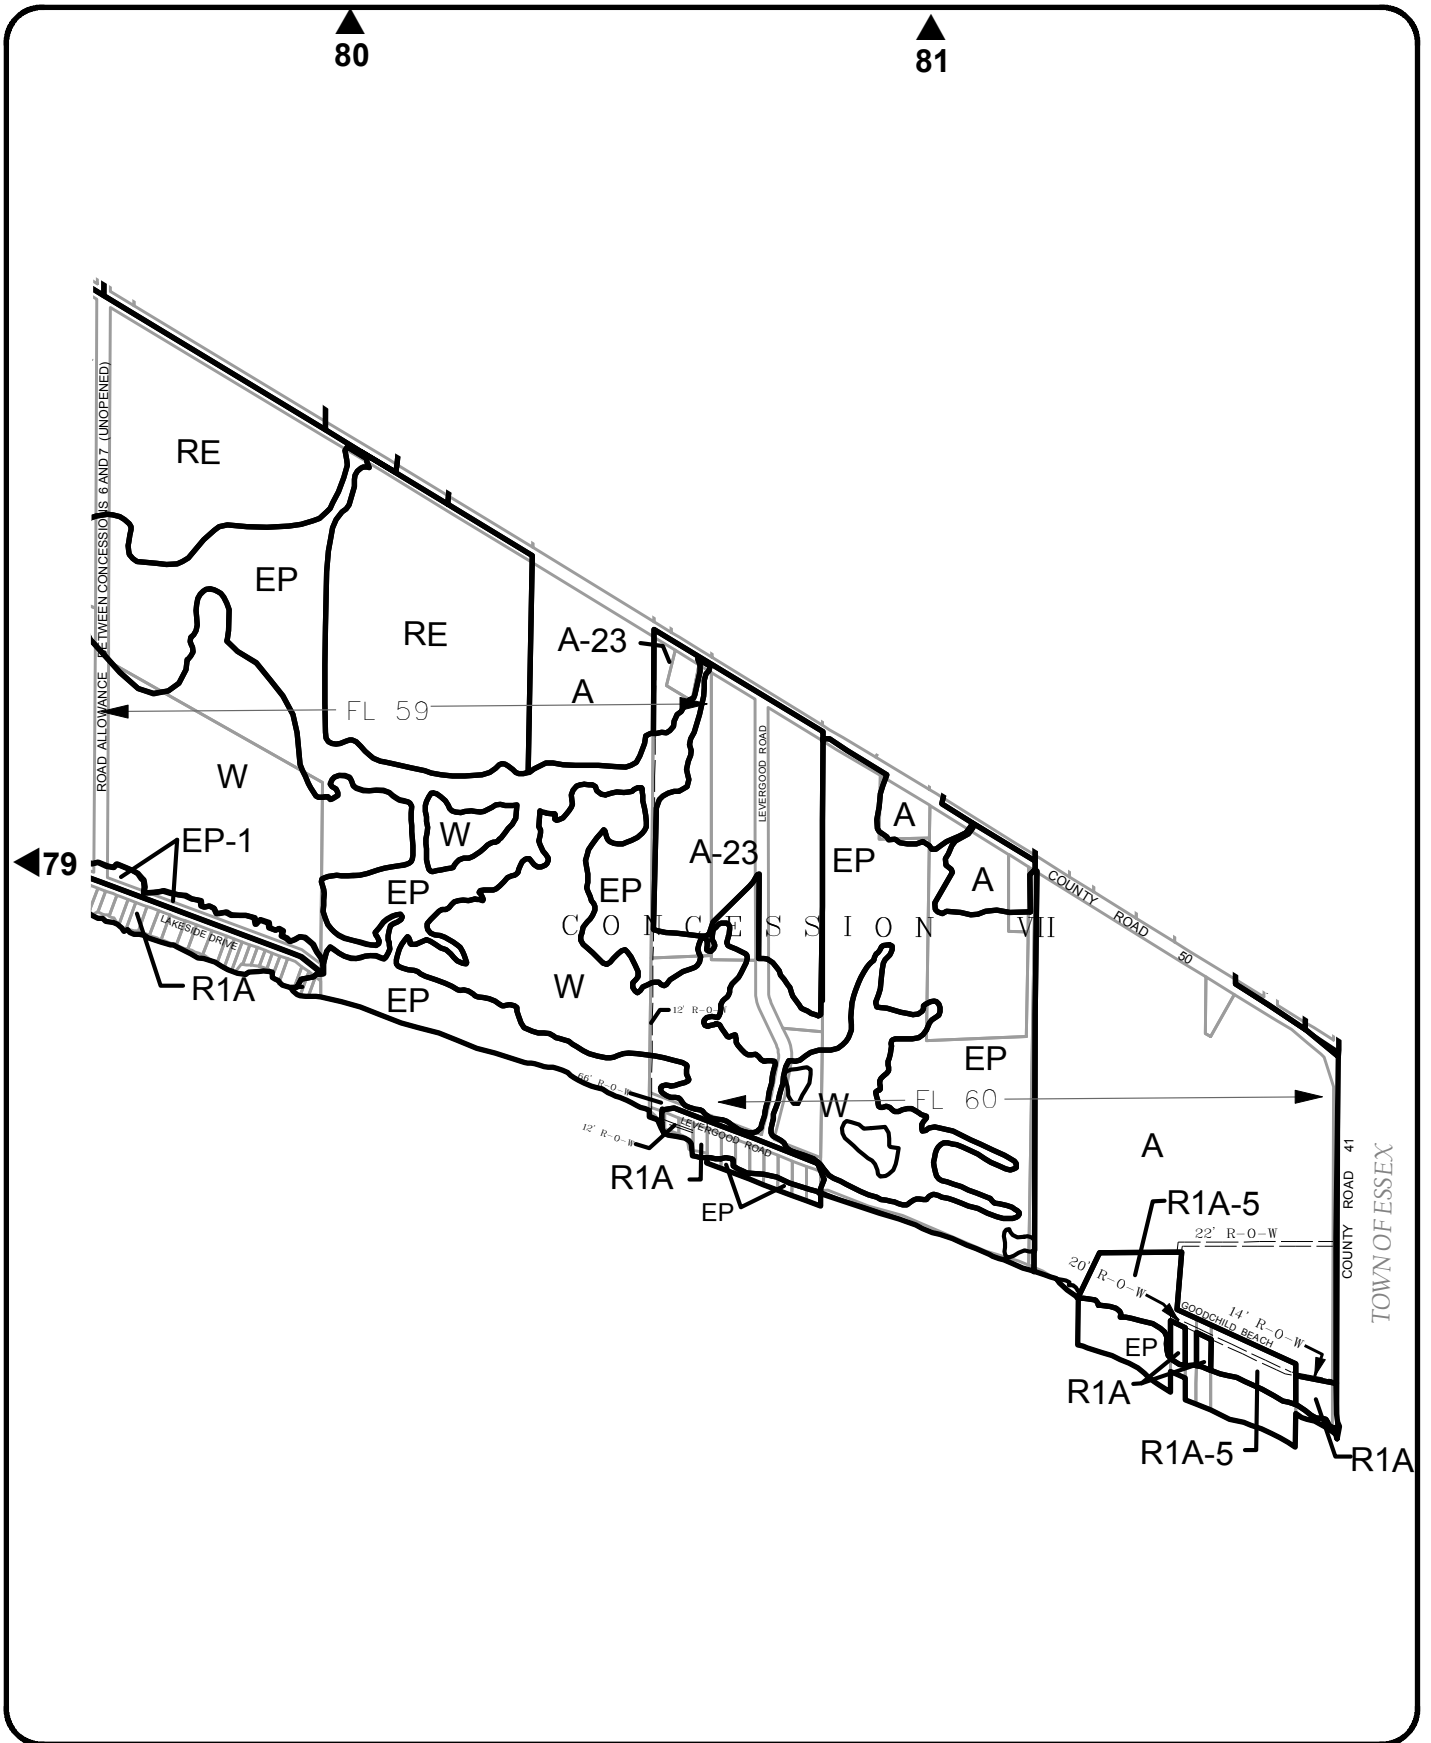 80
81
RE
ROAD ALLOWANCE BETWEEN CONCESSIONS 6 AND 7 (UNOPENED)
EP
RE
A-23
A
FL 59
LEVERGOOD ROAD
W
A
W
EP-1
A-23
EP
79
A
EP
EP
COUNTY ROAD 50
CONCESSION VII
LAKESIDE DRIVE
R1A
EP
W
12' R-O-W
EP
66' R-O-W
W
FL 60
12' R-O-W
LEVERGOOD ROAD
A
R1A
EP
COUNTY ROAD 41
TOWN OF ESSEX
R1A-5
22' R-O-W
20' R-O-W
14' R-O-W
GOODCHILD BEACH
EP
R1A
R1A-5
R1A